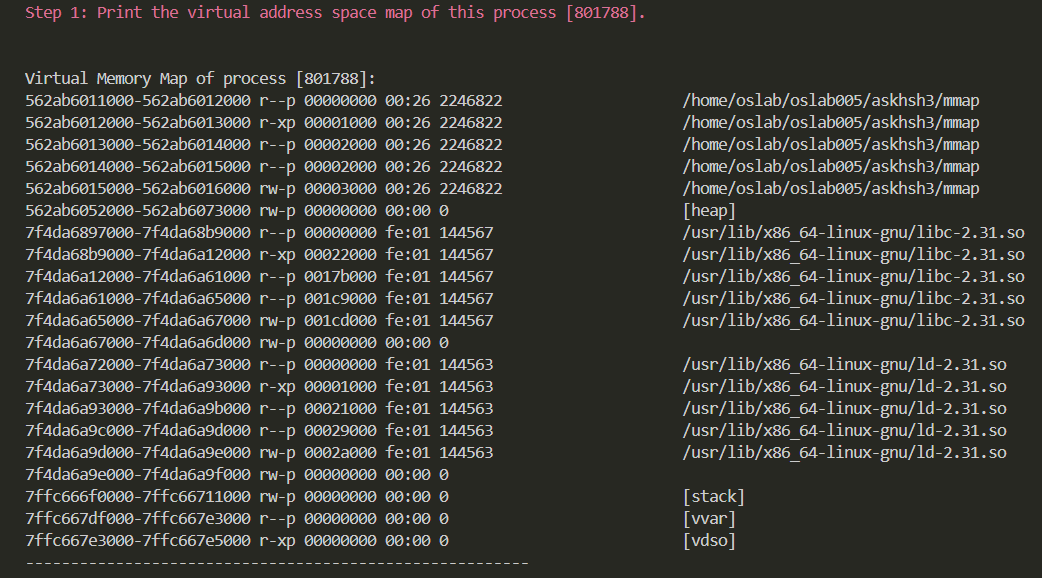 Step 1: Print the virtual address space map of this process [801788].
Virtual Memory Map of process [801788]:
562ab6011000-562ab6012000 r--p 00000000 00:26 2246822 /home/oslab/oslab005/askhsh3/mmap
562ab6012000-562ab6013000 r-xp 00001000 00:26 2246822 /home/oslab/oslab005/askhsh3/mmap
562ab6013000-562ab6014000 r--p 00002000 00:26 2246822 /home/oslab/oslab005/askhsh3/mmap
562ab6014000-562ab6015000 r--p 00002000 00:26 2246822 /home/oslab/oslab005/askhsh3/mmap
562ab6015000-562ab6016000 rw-p 00003000 00:26 2246822 /home/oslab/oslab005/askhsh3/mmap
562ab6052000-562ab6073000 rw-p 00000000 00:00 0 [heap]
7f4da6897000-7f4da68b9000 r--p 00000000 fe:01 144567 /usr/lib/x86_64-linux-gnu/libc-2.31.so
7f4da68b9000-7f4da6a12000 r-xp 00022000 fe:01 144567 /usr/lib/x86_64-linux-gnu/libc-2.31.so
7f4da6a12000-7f4da6a61000 r--p 0017b000 fe:01 144567 /usr/lib/x86_64-linux-gnu/libc-2.31.so
7f4da6a61000-7f4da6a65000 r--p 001c9000 fe:01 144567 /usr/lib/x86_64-linux-gnu/libc-2.31.so
7f4da6a65000-7f4da6a67000 rw-p 001cd000 fe:01 144567 /usr/lib/x86_64-linux-gnu/libc-2.31.so
7f4da6a67000-7f4da6a6d000 rw-p 00000000 00:00 0
7f4da6a72000-7f4da6a73000 r--p 00000000 fe:01 144563 /usr/lib/x86_64-linux-gnu/ld-2.31.so
7f4da6a73000-7f4da6a93000 r-xp 00001000 fe:01 144563 /usr/lib/x86_64-linux-gnu/ld-2.31.so
7f4da6a93000-7f4da6a9b000 r--p 00021000 fe:01 144563 /usr/lib/x86_64-linux-gnu/ld-2.31.so
7f4da6a9c000-7f4da6a9d000 r--p 00029000 fe:01 144563 /usr/lib/x86_64-linux-gnu/ld-2.31.so
7f4da6a9d000-7f4da6a9e000 rw-p 0002a000 fe:01 144563 /usr/lib/x86_64-linux-gnu/ld-2.31.so
7f4da6a9e000-7f4da6a9f000 rw-p 00000000 00:00 0
7ffc666f0000-7ffc66711000 rw-p 00000000 00:00 0 [stack]
7ffc667df000-7ffc667e3000 r--p 00000000 00:00 0 [vvar]
7ffc667e3000-7ffc667e5000 r-xp 00000000 00:00 0 [vdso]
--------------------------------------------------------